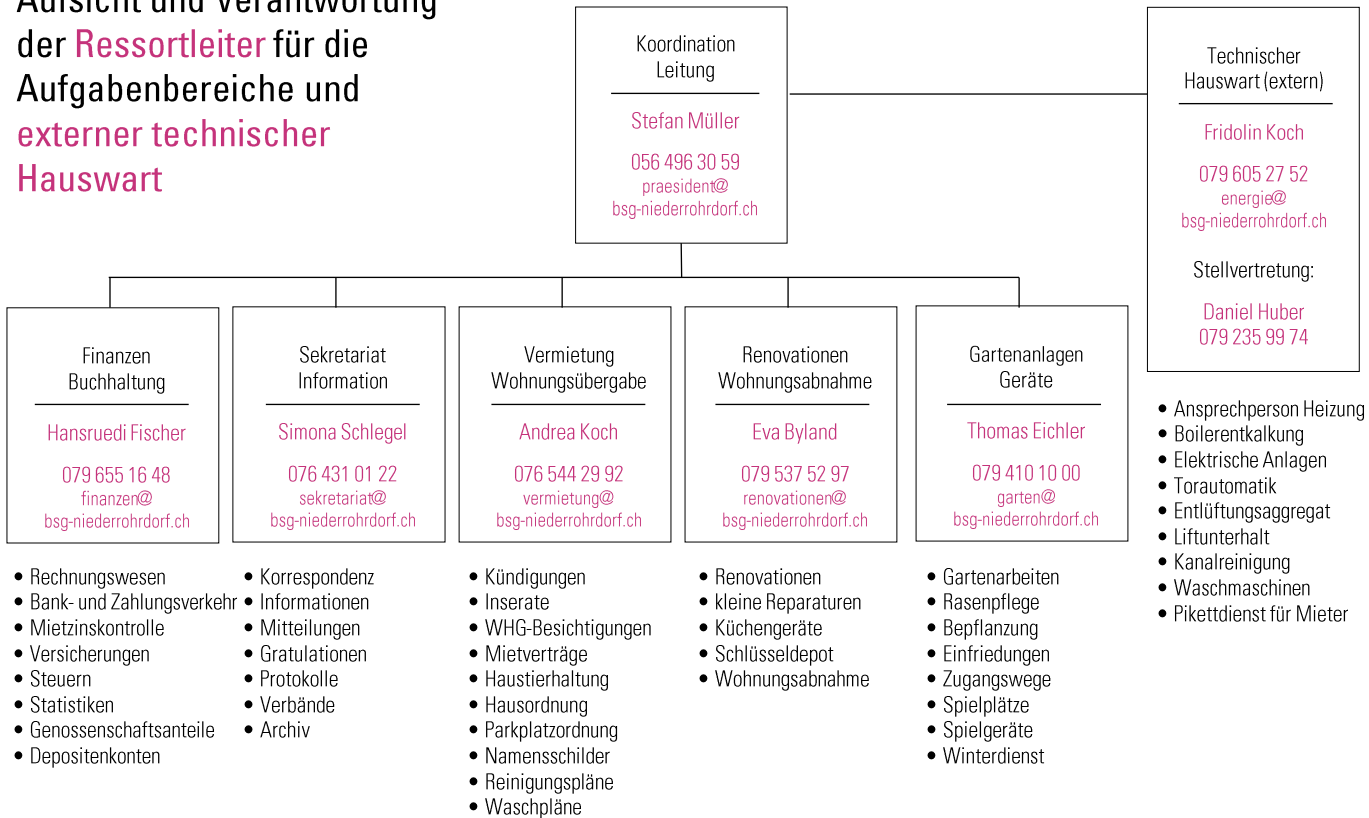 Aufsicht und Verantwortung
der Ressortleiter für die
Aufgabenbereiche und
externer technischer
Hauswart
Koordination
Leitung
Stefan Müller
056 496 30 59
praesident@
bsg-niederrohrdorf.ch
Technischer
Hauswart (extern)
Fridolin Koch
079 605 27 52
energie@
bsg-niederrohrdorf.ch
Stellvertretung:
Daniel Huber
079 235 99 74
• Ansprechperson Heizung
• Boilerentkalkung
• Elektrische Anlagen
• Torautomatik
• Entlüftungsaggregat
• Liftunterhalt
• Kanalreinigung
• Waschmaschinen
• Pikettdienst für Mieter
Finanzen
Buchhaltung
Hansruedi Fischer
079 655 16 48
finanzen@
bsg-niederrohrdorf.ch
• Rechnungswesen
• Bank- und Zahlungsverkehr
• Mietzinskontrolle
• Versicherungen
• Steuern
• Statistiken
• Genossenschaftsanteile
• Depositenkonten
Sekretariat
Information
Simona Schlegel
076 431 01 22
sekretariat@
bsg-niederrohrdorf.ch
• Korrespondenz
• Informationen
• Mitteilungen
• Gratulationen
• Protokolle
• Verbände
• Archiv
Vermietung
Wohnungsübergabe
Andrea Koch
076 544 29 92
vermietung@
bsg-niederrohrdorf.ch
• Kündigungen
• Inserate
• WHG-Besichtigungen
• Mietverträge
• Haustierhaltung
• Hausordnung
• Parkplatzordnung
• Namensschilder
• Reinigungspläne
• Waschpläne
Renovationen
Wohnungsabnahme
Eva Byland
079 537 52 97
renovationen@
bsg-niederrohrdorf.ch
• Renovationen
• kleine Reparaturen
• Küchengeräte
• Schlüsseldepot
• Wohnungsabnahme
Gartenanlagen
Geräte
Thomas Eichler
079 410 10 00
garten@
bsg-niederrohrdorf.ch
• Gartenarbeiten
• Rasenpflege
• Bepflanzung
• Einfriedungen
• Zugangswege
• Spielplätze
• Spielgeräte
• Winterdienst